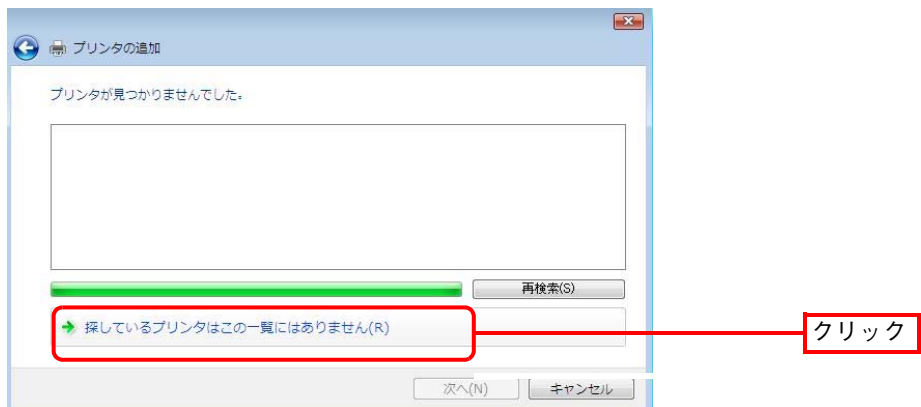 プリンタの追加
プリンタが見つかりませんでした。
再検索(S)
探しているプリンタはこの一覧にはありません(R)
クリック
次へ(N)
キャンセル